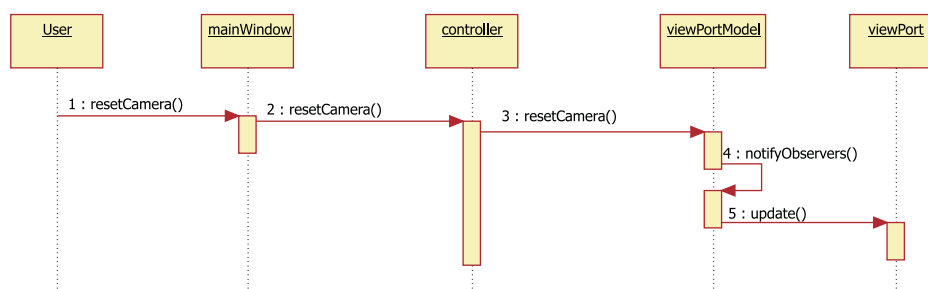 User
mainWindow
controller
viewPortModel
viewPort
1 : resetCamera()
2 : resetCamera()
3 : resetCamera()
4 : notifyObservers()
5 : update()